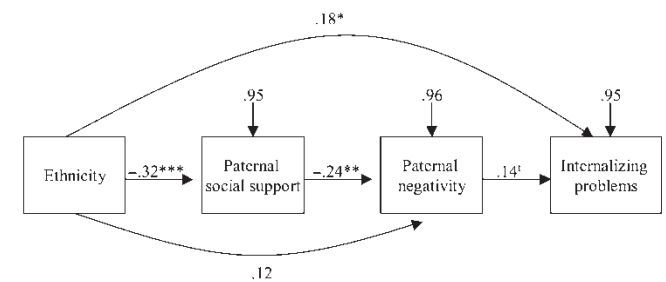 .18*
.95
.96
.95
Ethnicity
–.32***
Paternal
social support
–.24**
Paternal
negativity
.14ᵗ
Internalizing
problems
.12